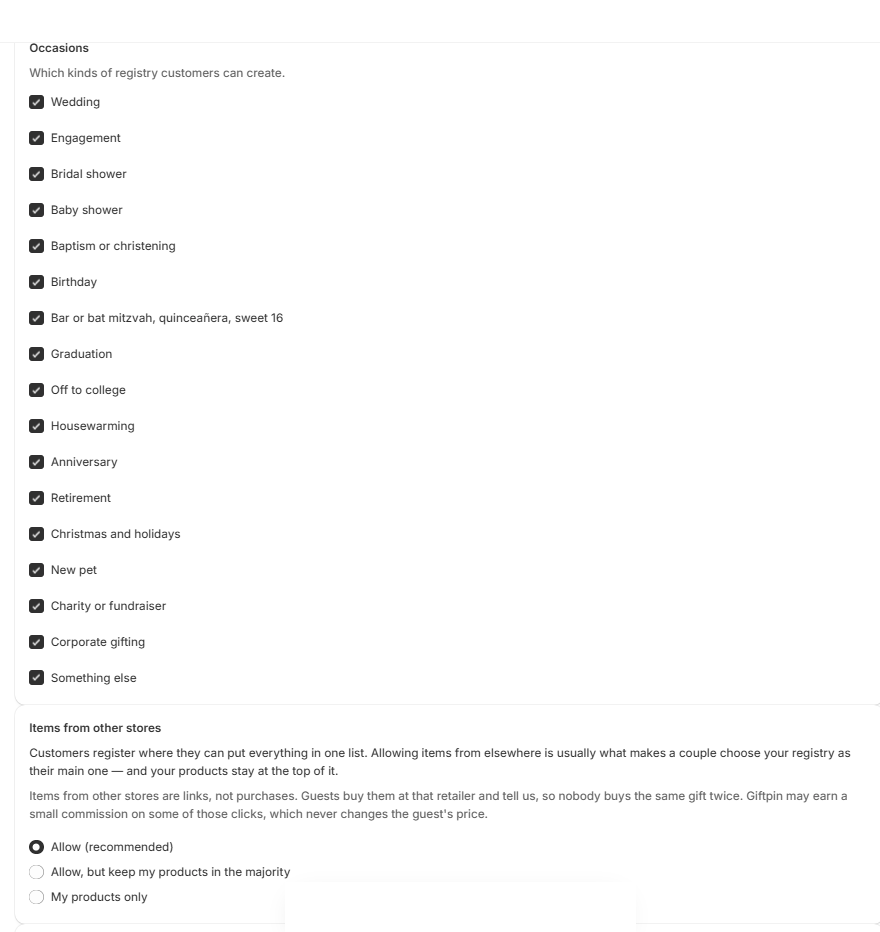 Occasions
Which kinds of registry customers can create.
Wedding
Engagement
Bridal shower
Baby shower
Baptism or christening
Birthday
Bar or bat mitzvah, quinceañera, sweet 16
Graduation
Off to college
Housewarming
Anniversary
Retirement
Christmas and holidays
New pet
Charity or fundraiser
Corporate gifting
Something else
Items from other stores
Customers register where they can put everything in one list. Allowing items from elsewhere is usually what makes a couple choose your registry as
their main one — and your products stay at the top of it.
Items from other stores are links, not purchases. Guests buy them at that retailer and tell us, so nobody buys the same gift twice. Giftpin may earn a
small commission on some of those clicks, which never changes the guest's price.
Allow (recommended)
Allow, but keep my products in the majority
My products only